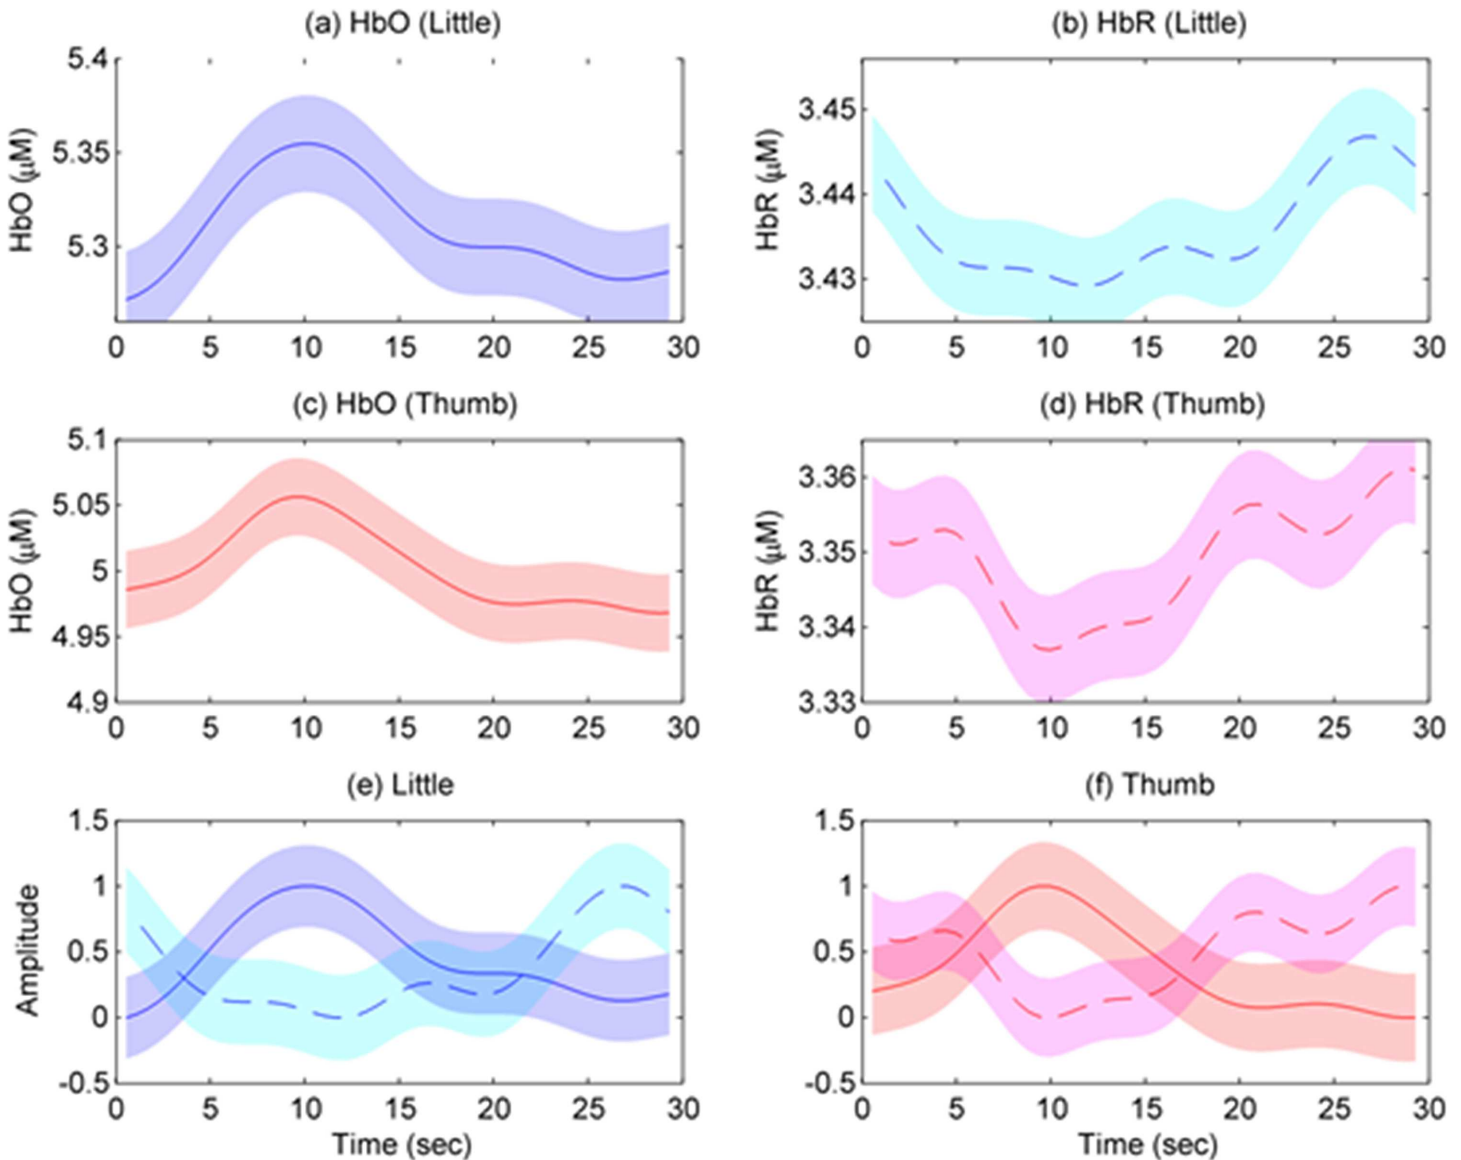 (a) HbO (Little)
HbO (μM)
5.4
5.35
5.3
0 5 10 15 20 25 30
(b) HbR (Little)
HbR (μM)
3.45
3.44
3.43
0 5 10 15 20 25 30
(c) HbO (Thumb)
HbO (μM)
5.1
5.05
5
4.95
4.9
0 5 10 15 20 25 30
(d) HbR (Thumb)
HbR (μM)
3.36
3.35
3.34
3.33
0 5 10 15 20 25 30
(e) Little
Amplitude
1.5
1
0.5
0
-0.5
0 5 10 15 20 25 30
Time (sec)
(f) Thumb
1.5
1
0.5
0
-0.5
0 5 10 15 20 25 30
Time (sec)